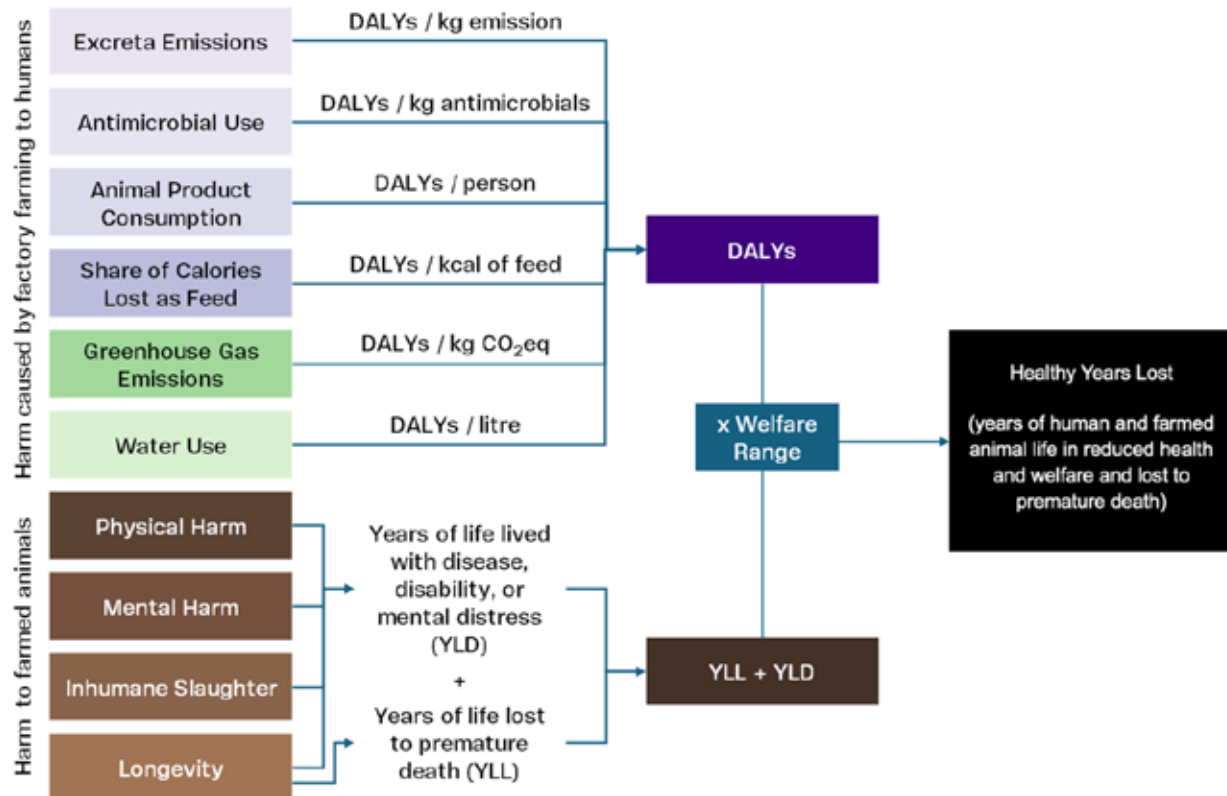 Harm caused by factory farming to humans
Excreta Emissions
DALYs / kg emission
Antimicrobial Use
DALYs / kg antimicrobials
Animal Product
Consumption
DALYs / person
Share of Calories
Lost as Feed
DALYs / kcal of feed
Greenhouse Gas
Emissions
DALYs / kg CO₂eq
Water Use
DALYs / litre
DALYs
x Welfare
Range
Healthy Years Lost
(years of human and farmed
animal life in reduced health
and welfare and lost to
premature death)
Harm to farmed animals
Physical Harm
Mental Harm
Inhumane Slaughter
Longevity
Years of life lived
with disease,
disability, or
mental distress
(YLD)
+
Years of life lost
to premature
death (YLL)
YLL + YLD